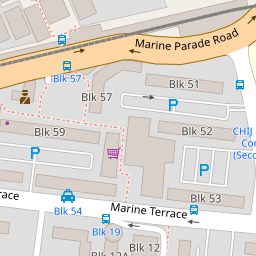 Marine Parade Road
Blk 57
Blk 51
Blk 57
P
Blk 59
Blk 52
CHIJ
P
P
(Seco
Blk 53
race
Marine Terrace
Blk 54
Blk 19
Blk 12
Blk 12A